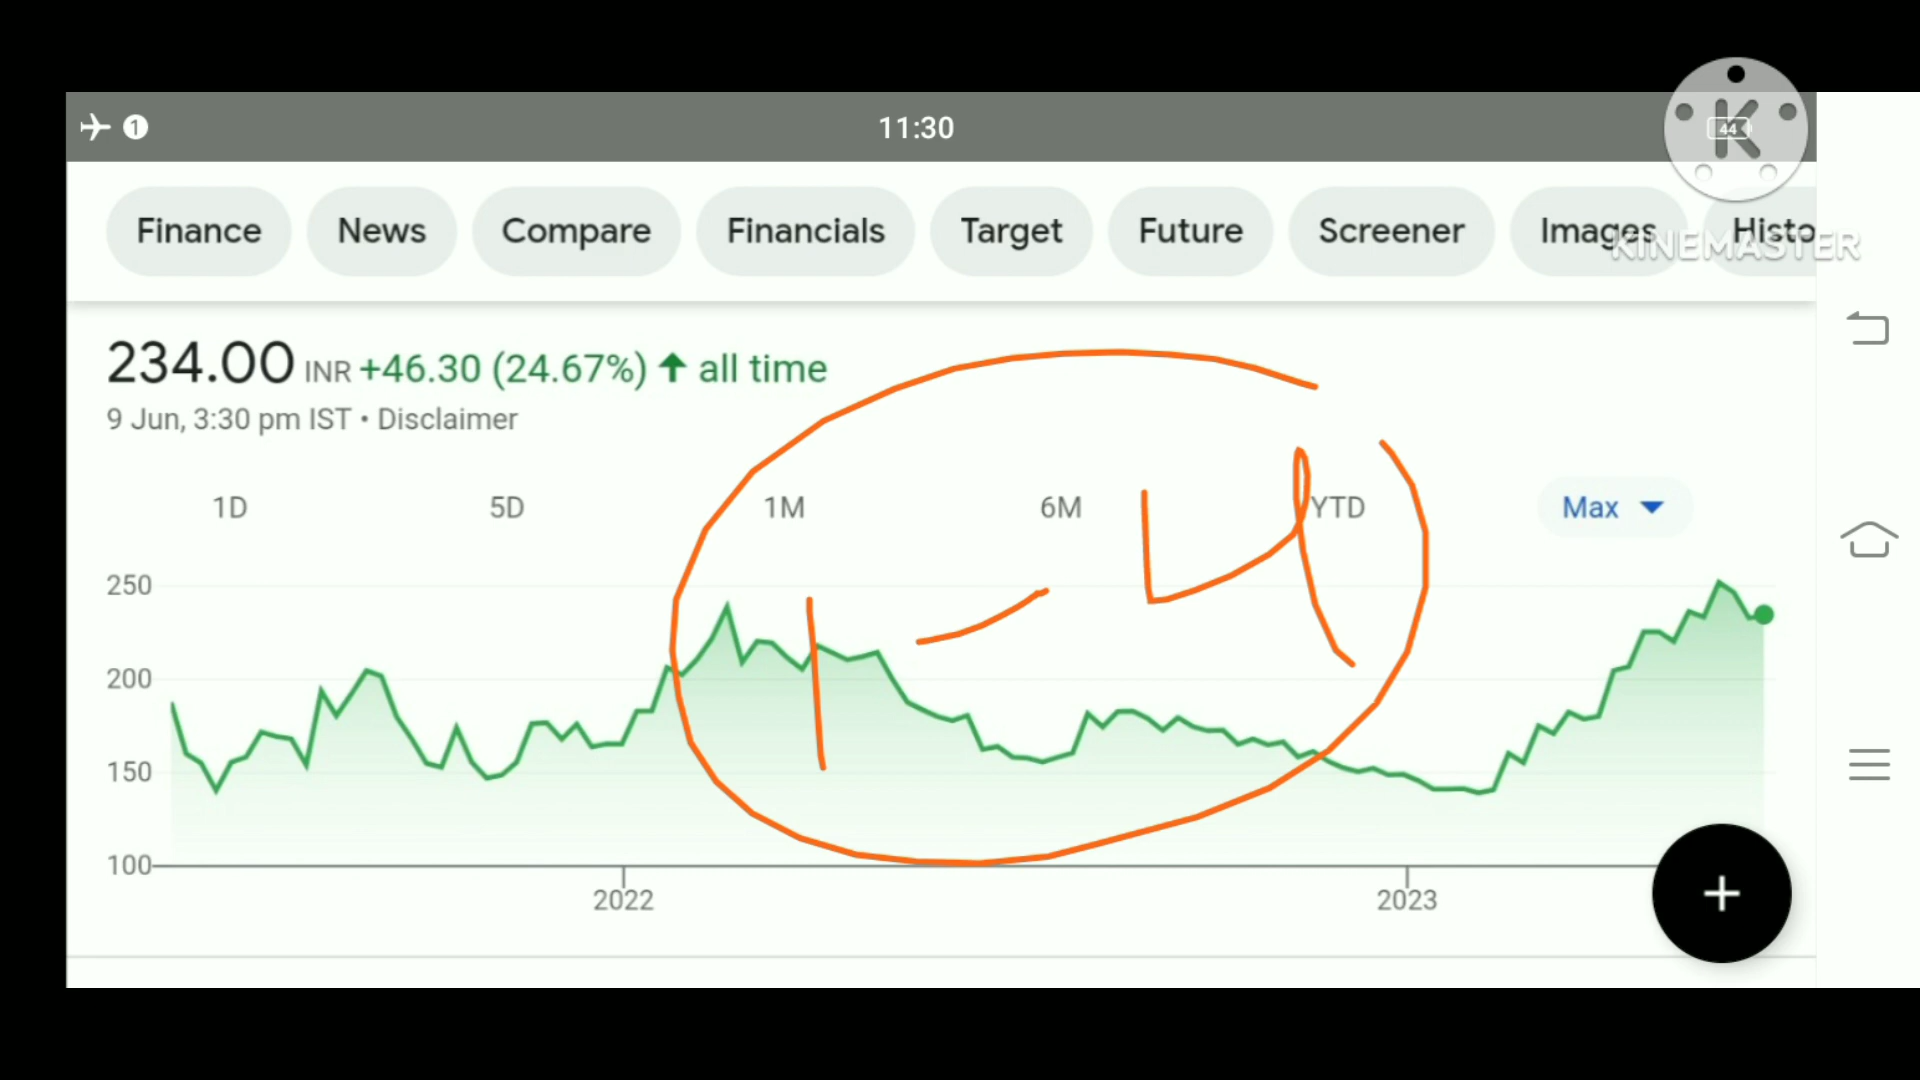 11:30
44
K
KINEMASTER
Finance News Compare Financials Target Future Screener Images Histo
234.00 INR +46.30 (24.67%) ↑ all time
9 Jun, 3:30 pm IST • Disclaimer
1D 5D 1M 6M YTD Max
1-4
250
200
150
100
2022 2023
+